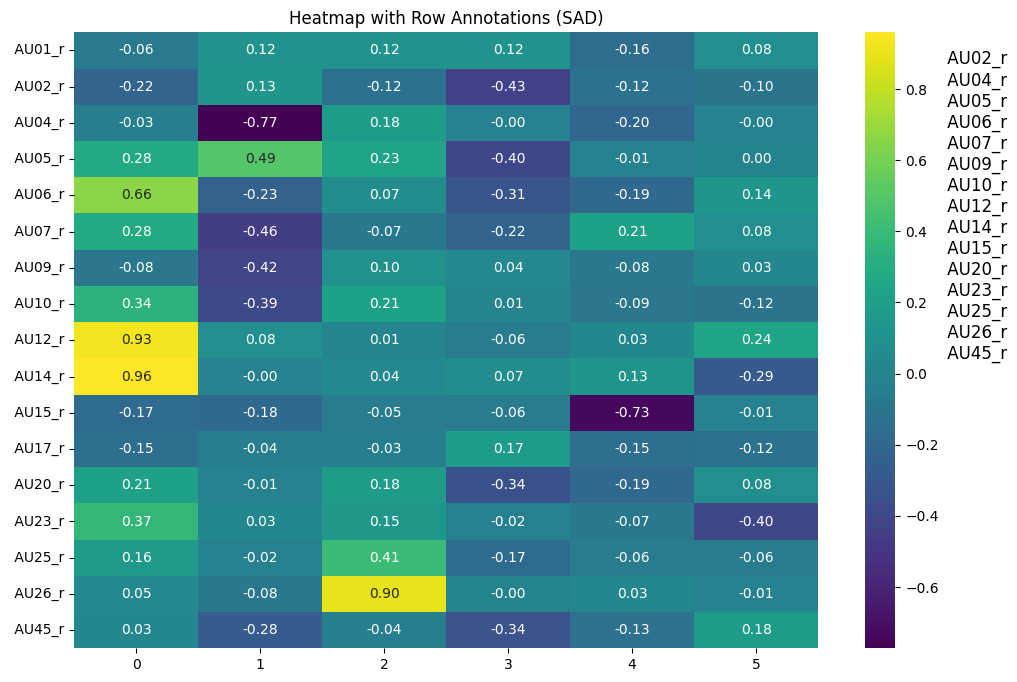 Heatmap with Row Annotations (SAD)
AU01_r -0.06 0.12 0.12 0.12 -0.16 0.08
AU02_r -0.22 0.13 -0.12 -0.43 -0.12 -0.10
AU04_r -0.03 -0.77 0.18 -0.00 -0.20 -0.00
AU05_r 0.28 0.49 0.23 -0.40 -0.01 0.00
AU06_r 0.66 -0.23 0.07 -0.31 -0.19 0.14
AU07_r 0.28 -0.46 -0.07 -0.22 0.21 0.08
AU09_r -0.08 -0.42 0.10 0.04 -0.08 0.03
AU10_r 0.34 -0.39 0.21 0.01 -0.09 -0.12
AU12_r 0.93 0.08 0.01 -0.06 0.03 0.24
AU14_r 0.96 -0.00 0.04 0.07 0.13 -0.29
AU15_r -0.17 -0.18 -0.05 -0.06 -0.73 -0.01
AU17_r -0.15 -0.04 -0.03 0.17 -0.15 -0.12
AU20_r 0.21 -0.01 0.18 -0.34 -0.19 0.08
AU23_r 0.37 0.03 0.15 -0.02 -0.07 -0.40
AU25_r 0.16 -0.02 0.41 -0.17 -0.06 -0.06
AU26_r 0.05 -0.08 0.90 -0.00 0.03 -0.01
AU45_r 0.03 -0.28 -0.04 -0.34 -0.13 0.18
0 1 2 3 4 5
0.8
0.6
0.4
0.2
0.0
−0.2
−0.4
−0.6
AU02_r
AU04_r
AU05_r
AU06_r
AU07_r
AU09_r
AU10_r
AU12_r
AU14_r
AU15_r
AU20_r
AU23_r
AU25_r
AU26_r
AU45_r